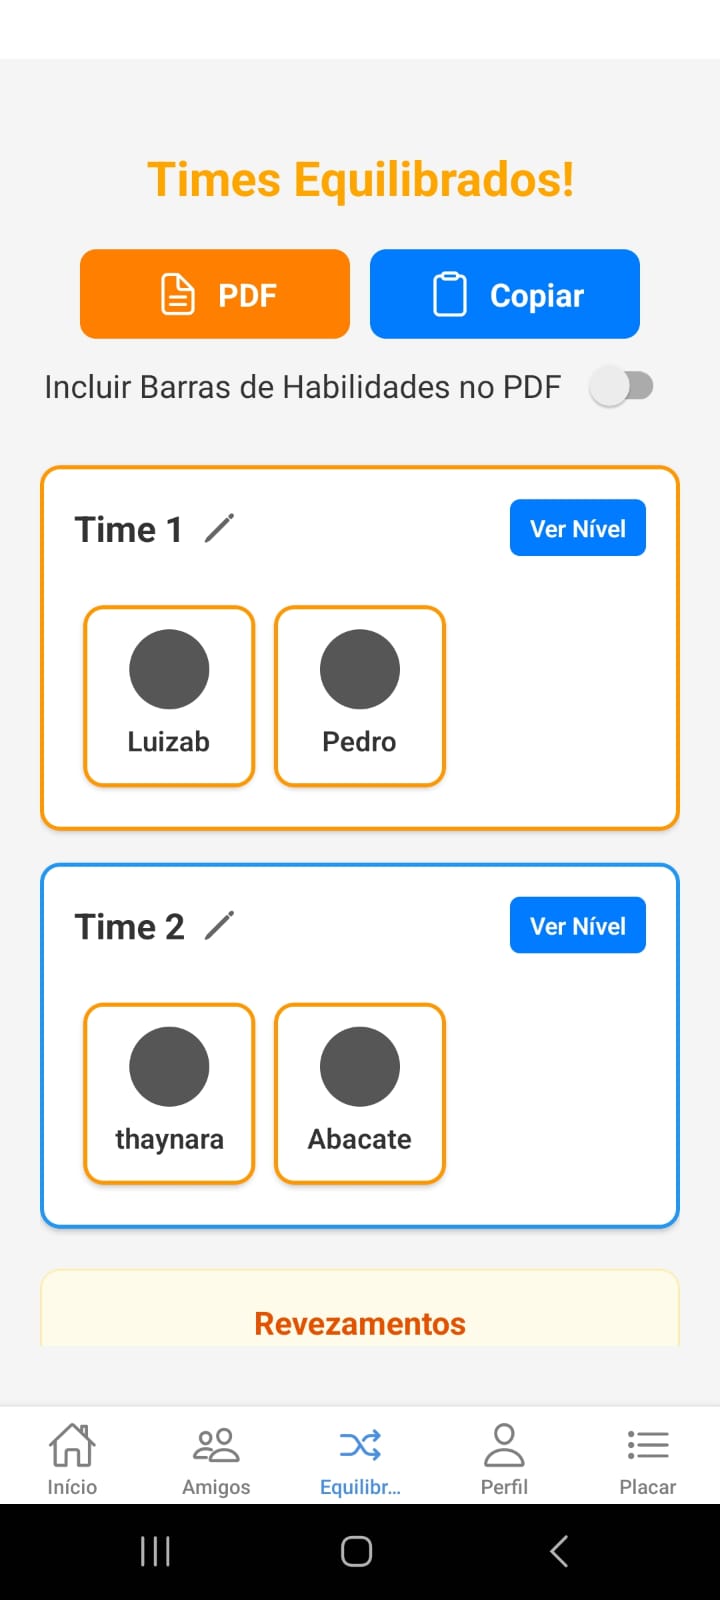 Times Equilibrados!
PDF
Copiar
Incluir Barras de Habilidades no PDF
Time 1
Ver Nível
Luizab
Pedro
Time 2
Ver Nível
thaynara
Abacate
Revezamentos
Início
Amigos
Equilibr...
Perfil
Placar